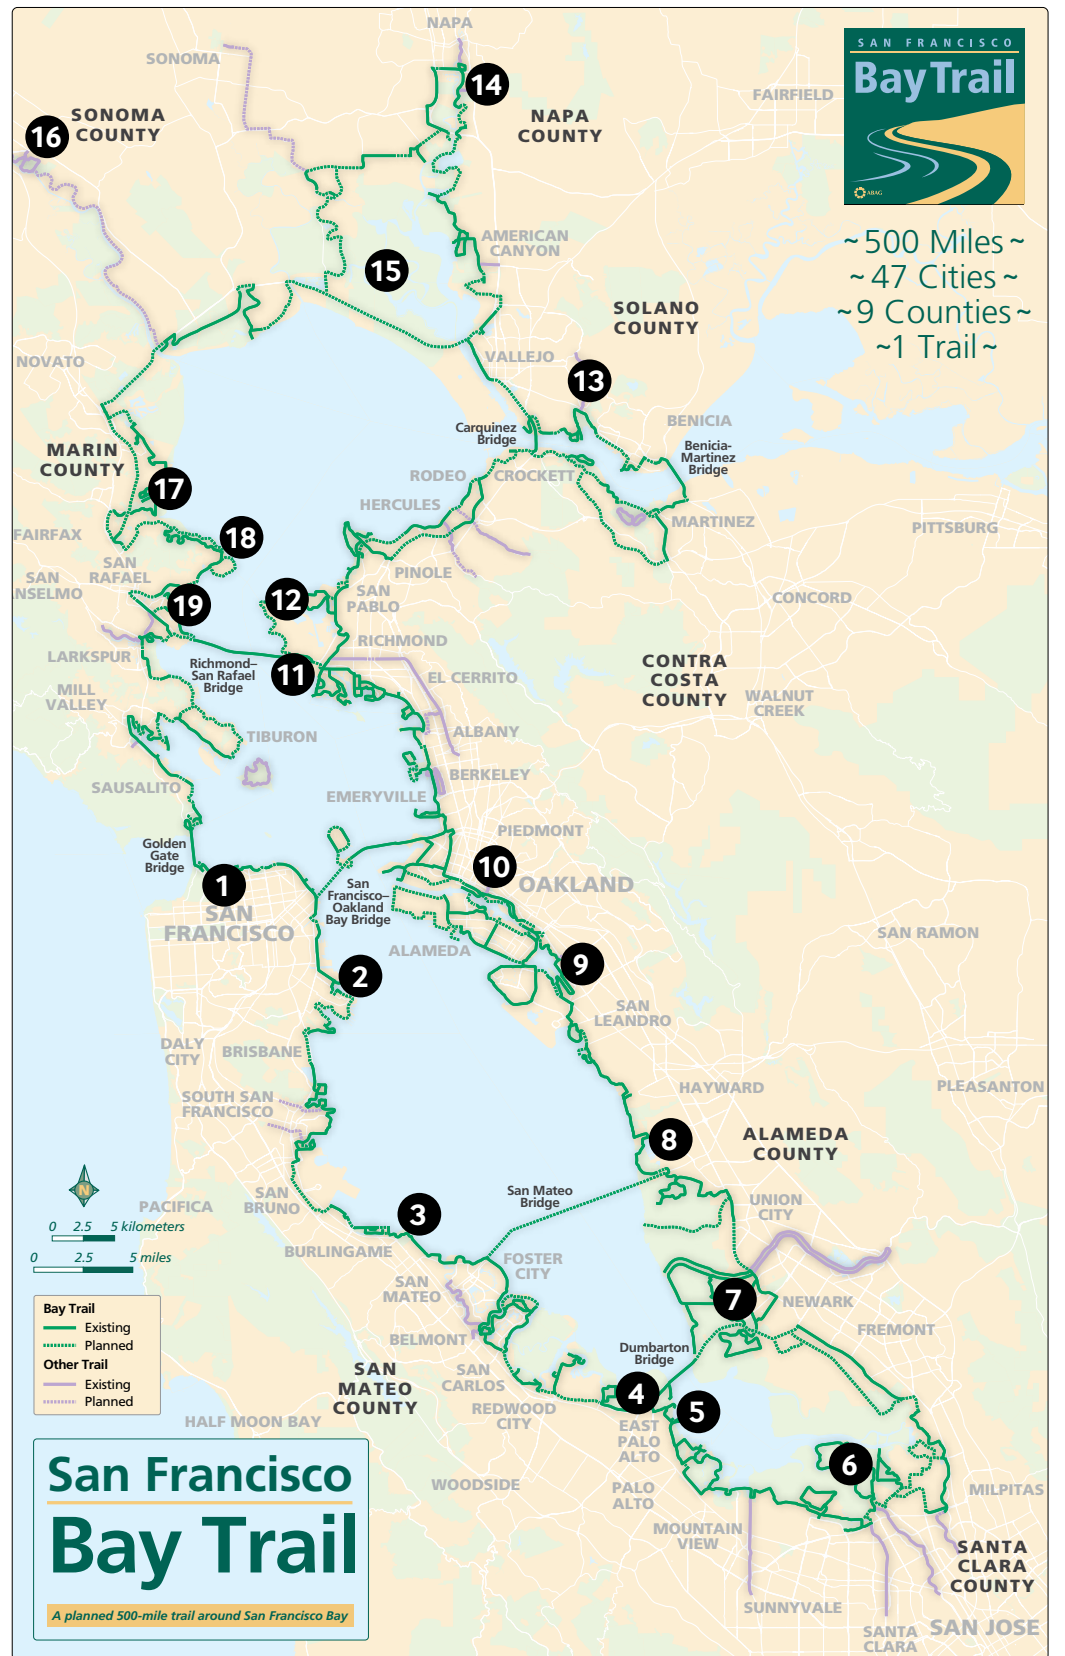 NAPA
SONOMA
14
SAN FRANCISCO
Bay Trail
ABAG
FAIRFIELD
SONOMA
COUNTY
16
NAPA
COUNTY
~500 Miles~
~47 Cities~
~9 Counties~
~1 Trail~
AMERICAN
CANYON
15
SOLANO
COUNTY
NOVATO
VALLEJO
13
BENICIA
Carquinez
Bridge
Benicia-
Martinez
Bridge
MARIN
COUNTY
17
RODEO
CROCKETT
HERCULES
MARTINEZ
PITTSBURG
FAIRFAX
18
SAN
RAFAEL
SAN
NSELMO
PINOLE
12
SAN
PABLO
CONCORD
19
RICHMOND
LARKSPUR
Richmond–
San Rafael
Bridge
11
EL CERRITO
CONTRA
COSTA
COUNTY
MILL
VALLEY
WALNUT
CREEK
TIBURON
ALBANY
SAUSALITO
BERKELEY
EMERYVILLE
PIEDMONT
Golden
Gate
Bridge
10
OAKLAND
1
San
Francisco–
Oakland
Bay Bridge
SAN
FRANCISCO
ALAMEDA
SAN RAMON
2
9
SAN
LEANDRO
DALY
CITY
BRISBANE
HAYWARD
PLEASANTON
SOUTH SAN
FRANCISCO
8
ALAMEDA
COUNTY
N
PACIFICA
SAN
BRUNO
San Mateo
Bridge
UNION
CITY
0 2.5 5 kilometers
0 2.5 5 miles
3
BURLINGAME
FOSTER
CITY
SAN
MATEO
7
NEWARK
FREMONT
Bay Trail
Existing
Planned
Other Trail
Existing
Planned
BELMONT
Dumbarton
Bridge
SAN
MATEO
COUNTY
SAN
CARLOS
4
5
REDWOOD
CITY
HALF MOON BAY
EAST
PALO
ALTO
6
WOODSIDE
PALO
ALTO
MILPITAS
San Francisco
Bay Trail
A planned 500-mile trail around San Francisco Bay
MOUNTAIN
VIEW
SANTA
CLARA
COUNTY
SUNNYVALE
SANTA
CLARA
SAN JOSE